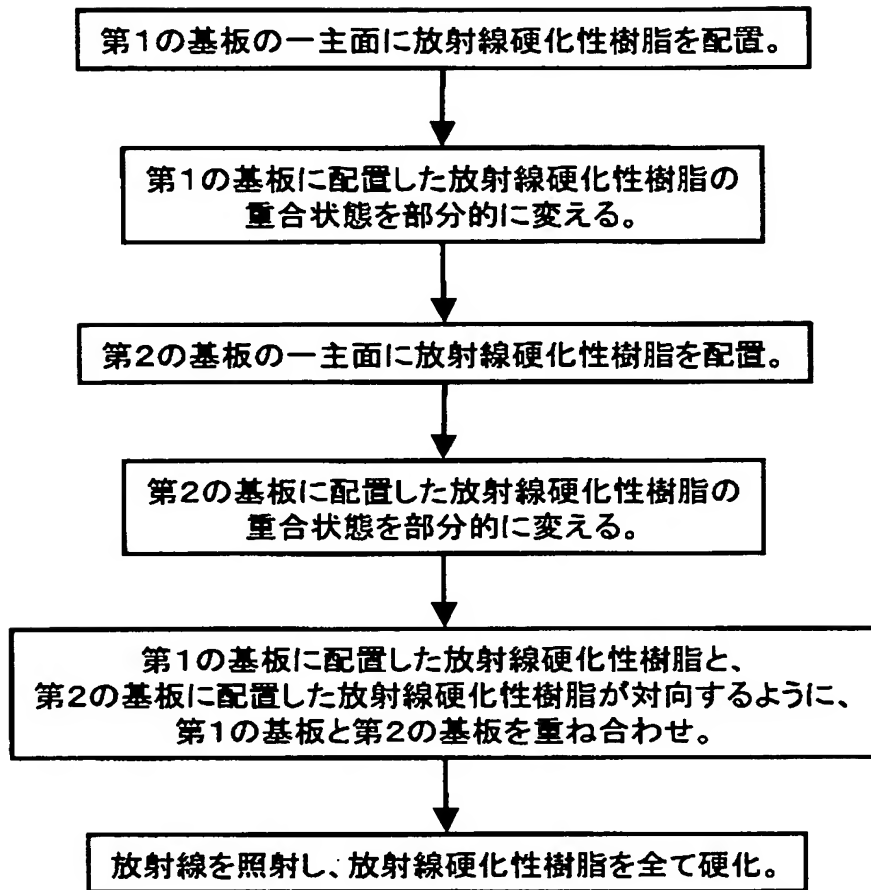 第1の基板の一主面に放射線硬化性樹脂を配置。
第1の基板に配置した放射線硬化性樹脂の
重合状態を部分的に変える。
第2の基板の一主面に放射線硬化性樹脂を配置。
第2の基板に配置した放射線硬化性樹脂の
重合状態を部分的に変える。
第1の基板に配置した放射線硬化性樹脂と、
第2の基板に配置した放射線硬化性樹脂が対向するように、
第1の基板と第2の基板を重ね合わせ。
放射線を照射し、放射線硬化性樹脂を全て硬化。